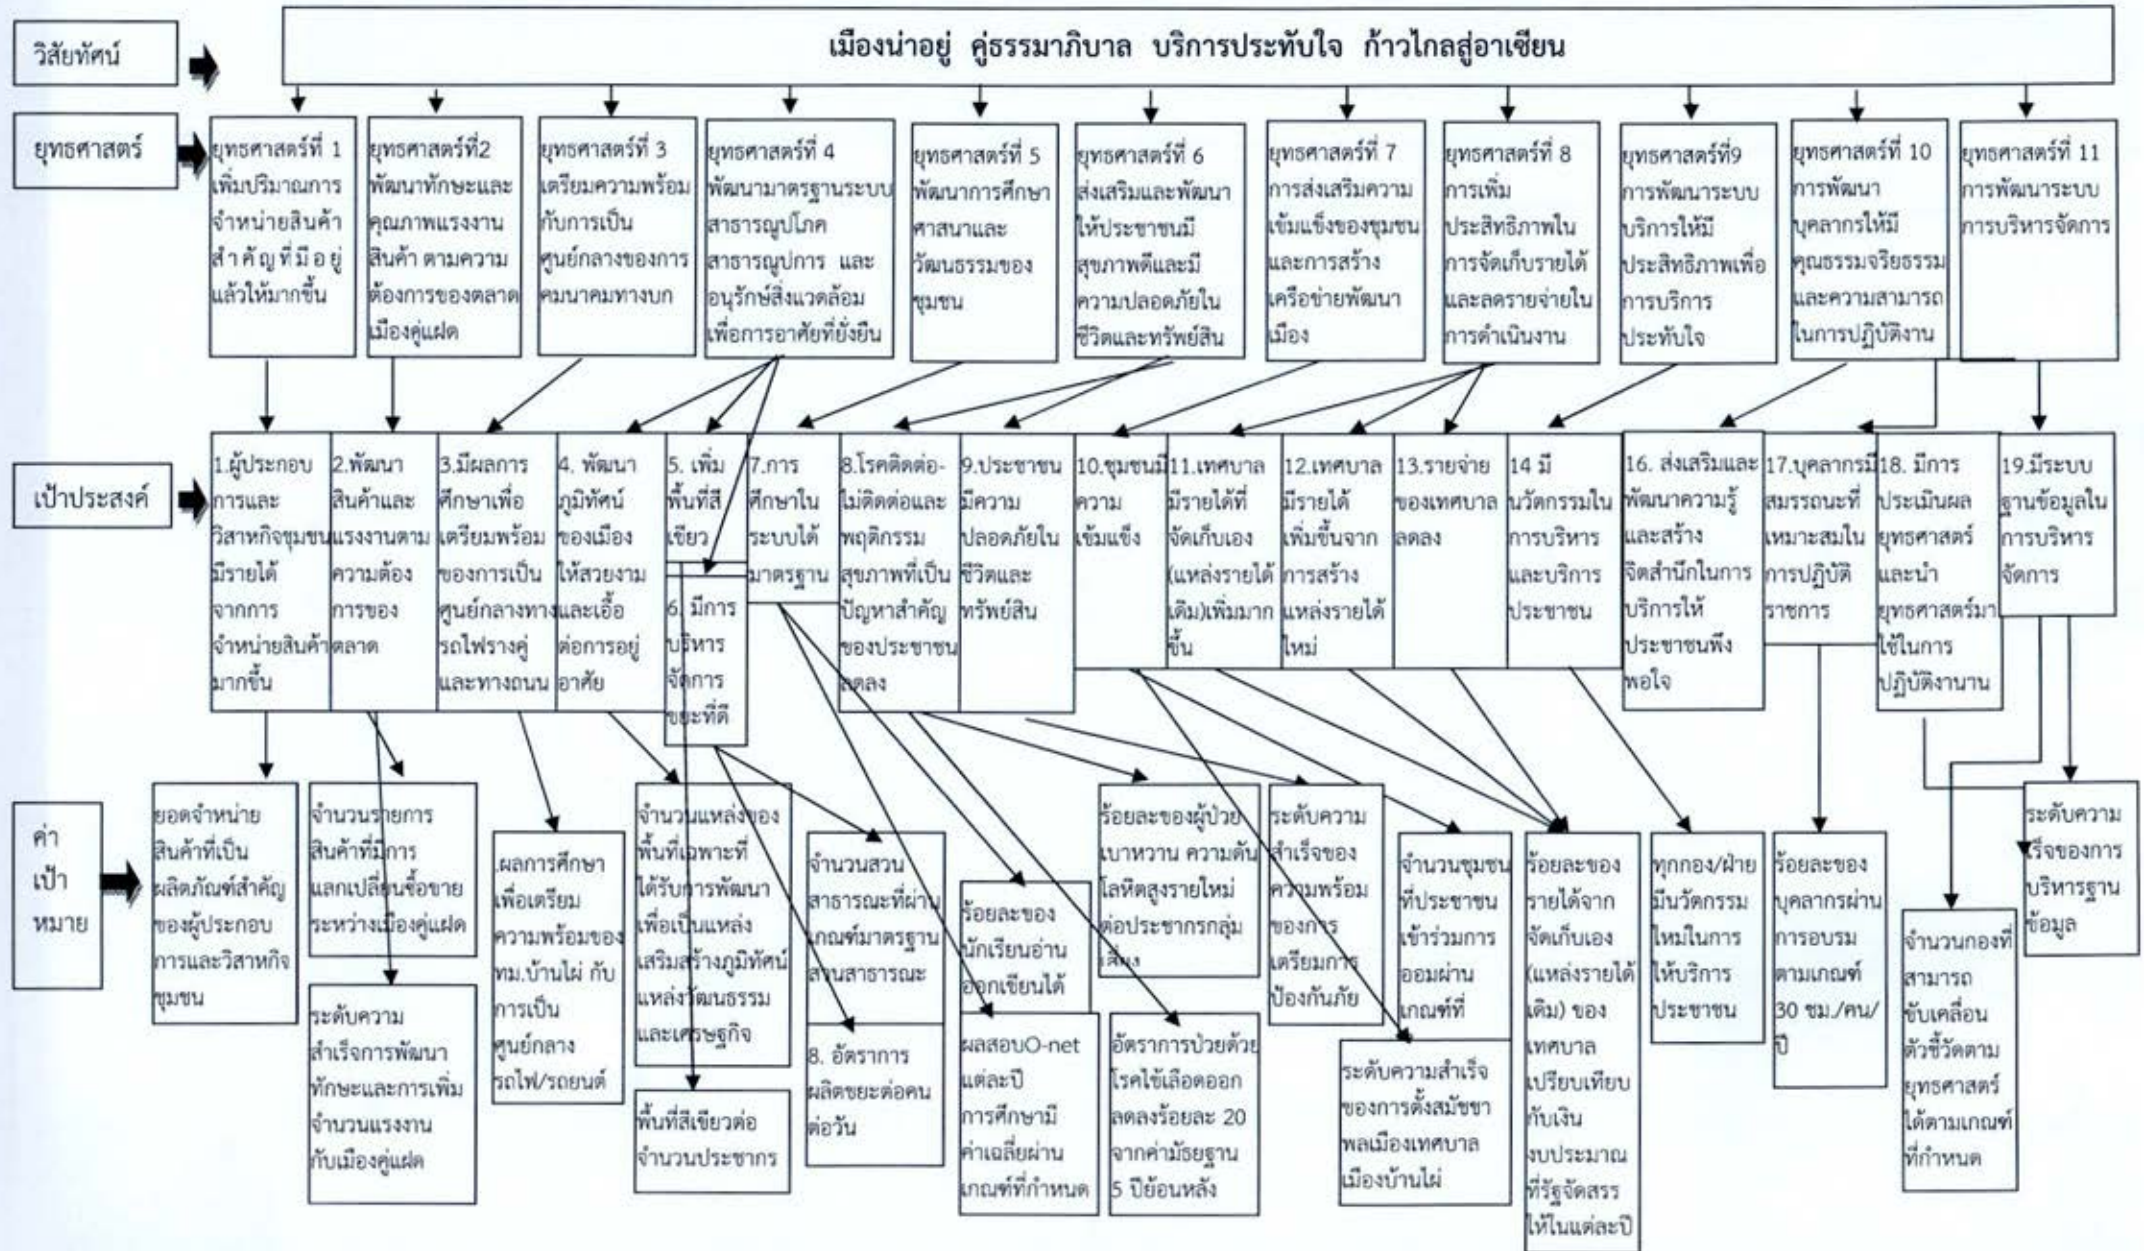 วิสัยทัศน์
เมืองน่าอยู่ คู่ธรรมาภิบาล บริการประทับใจ ก้าวไกลสู่อาเซียน
ยุทธศาสตร์
ยุทธศาสตร์ที่ 1
เพิ่มปริมาณการ
จำหน่ายสินค้า
สำคัญที่มีอยู่
แล้วให้มากขึ้น
ยุทธศาสตร์ที่2
พัฒนาทักษะและ
คุณภาพแรงงาน
สินค้า ตามความ
ต้องการของตลาด
เมืองคู่แฝด
ยุทธศาสตร์ที่ 3
เตรียมความพร้อม
กับการเป็น
ศูนย์กลางของการ
คมนาคมทางบก
ยุทธศาสตร์ที่ 4
พัฒนามาตรฐานระบบ
สาธารณูปโภค
สาธารณูปการ และ
อนุรักษ์สิ่งแวดล้อม
เพื่อการอาศัยที่ยั่งยืน
ยุทธศาสตร์ที่ 5
พัฒนาการศึกษา
ศาสนาและ
วัฒนธรรมของ
ชุมชน
ยุทธศาสตร์ที่ 6
ส่งเสริมและพัฒนา
ให้ประชาชนมี
สุขภาพดีและมี
ความปลอดภัยใน
ชีวิตและทรัพย์สิน
ยุทธศาสตร์ที่ 7
การส่งเสริมความ
เข้มแข็งของชุมชน
และการสร้าง
เครือข่ายพัฒนา
เมือง
ยุทธศาสตร์ที่ 8
การเพิ่ม
ประสิทธิภาพใน
การจัดเก็บรายได้
และลดรายจ่ายใน
การดำเนินงาน
ยุทธศาสตร์ที่9
การพัฒนาระบบ
บริการให้มี
ประสิทธิภาพเพื่อ
การบริการ
ประทับใจ
ยุทธศาสตร์ที่ 10
การพัฒนา
บุคลากรให้มี
คุณธรรมจริยธรรม
และความสามารถ
ในการปฏิบัติงาน
ยุทธศาสตร์ที่ 11
การพัฒนาระบบ
การบริหารจัดการ
เป้าประสงค์
1.ผู้ประกอบ
การและ
วิสาหกิจชุมชน
มีรายได้
จากการ
จำหน่ายสินค้า
มากขึ้น
2.พัฒนา
สินค้าและ
แรงงานตาม
ความต้อง
การของ
ตลาด
3.มีผลการ
ศึกษาเพื่อ
เตรียมพร้อม
ของการเป็น
ศูนย์กลางทาง
รถไฟรางคู่
และทางถนน
4. พัฒนา
ภูมิทัศน์
ของเมือง
ให้สวยงาม
และเอื้อ
ต่อการอยู่
อาศัย
5. เพิ่ม
พื้นที่สี
เขียว
6. มีการ
บริหาร
จัดการ
ขยะที่ดี
7.การ
ศึกษาใน
ระบบได้
มาตรฐาน
8.โรคติดต่อ-
ไม่ติดต่อและ
พฤติกรรม
สุขภาพที่เป็น
ปัญหาสำคัญ
ของประชาชน
ลดลง
9.ประชาชน
มีความ
ปลอดภัยใน
ชีวิตและ
ทรัพย์สิน
10.ชุมชนมี
ความ
เข้มแข็ง
11.เทศบาล
มีรายได้ที่
จัดเก็บเอง
(แหล่งรายได้
เดิม)เพิ่มมาก
ขึ้น
12.เทศบาล
มีรายได้
เพิ่มขึ้นจาก
การสร้าง
แหล่งรายได้
ใหม่
13.รายจ่าย
ของเทศบาล
ลดลง
14 มี
นวัตกรรมใน
การบริหาร
และบริการ
ประชาชน
16. ส่งเสริมและ
พัฒนาความรู้
และสร้าง
จิตสำนึกในการ
บริการให้
ประชาชนพึง
พอใจ
17.บุคลากรมี
สมรรถนะที่
เหมาะสมใน
การปฏิบัติ
ราชการ
18. มีการ
ประเมินผล
ยุทธศาสตร์
และนำ
ยุทธศาสตร์มา
ใช้ในการ
ปฏิบัติงานาน
19.มีระบบ
ฐานข้อมูลใน
การบริหาร
จัดการ
ค่า
เป้า
หมาย
ยอดจำหน่าย
สินค้าที่เป็น
ผลิตภัณฑ์สำคัญ
ของผู้ประกอบ
การและวิสาหกิจ
ชุมชน
จำนวนรายการ
สินค้าที่มีการ
แลกเปลี่ยนซื้อขาย
ระหว่างเมืองคู่แฝด
ระดับความ
สำเร็จการพัฒนา
ทักษะและการเพิ่ม
จำนวนแรงงาน
กับเมืองคู่แฝด
.ผลการศึกษา
เพื่อเตรียม
ความพร้อมของ
ทม.บ้านไผ่ กับ
การเป็น
ศูนย์กลาง
รถไฟ/รถยนต์
จำนวนแหล่งของ
พื้นที่เฉพาะที่
ได้รับการพัฒนา
เพื่อเป็นแหล่ง
เสริมสร้างภูมิทัศน์
แหล่งวัฒนธรรม
และเศรษฐกิจ
พื้นที่สีเขียวต่อ
จำนวนประชากร
จำนวนสวน
สาธารณะที่ผ่าน
เกณฑ์มาตรฐาน
สวนสาธารณะ
8. อัตราการ
ผลิตขยะต่อคน
ต่อวัน
ร้อยละของ
นักเรียนอ่าน
ออกเขียนได้
ผลสอบO-net
แต่ละปี
การศึกษามี
ค่าเฉลี่ยผ่าน
เกณฑ์ที่กำหนด
ร้อยละของผู้ป่วย
เบาหวาน ความดัน
โลหิตสูงรายใหม่
ต่อประชากรกลุ่ม
เสี่ยง
อัตราการป่วยด้วย
โรคไข้เลือดออก
ลดลงร้อยละ 20
จากค่ามัธยฐาน
5 ปีย้อนหลัง
ระดับความ
สำเร็จของ
ความพร้อม
ของการ
เตรียมการ
ป้องกันภัย
จำนวนชุมชน
ที่ประชาชน
เข้าร่วมการ
ออมผ่าน
เกณฑ์ที่
ระดับความสำเร็จ
ของการตั้งสมัชชา
พลเมืองเทศบาล
เมืองบ้านไผ่
ร้อยละของ
รายได้จาก
จัดเก็บเอง
(แหล่งรายได้
เดิม) ของ
เทศบาล
เปรียบเทียบ
กับเงิน
งบประมาณ
ที่รัฐจัดสรร
ให้ในแต่ละปี
ทุกกอง/ฝ่าย
มีนวัตกรรม
ใหม่ในการ
ให้บริการ
ประชาชน
ร้อยละของ
บุคลากรผ่าน
การอบรม
ตามเกณฑ์
30 ชม./คน/
ปี
จำนวนกองที่
สามารถ
ขับเคลื่อน
ตัวชี้วัดตาม
ยุทธศาสตร์
ได้ตามเกณฑ์
ที่กำหนด
ระดับความ
เร็จของการ
บริหารฐาน
ข้อมูล